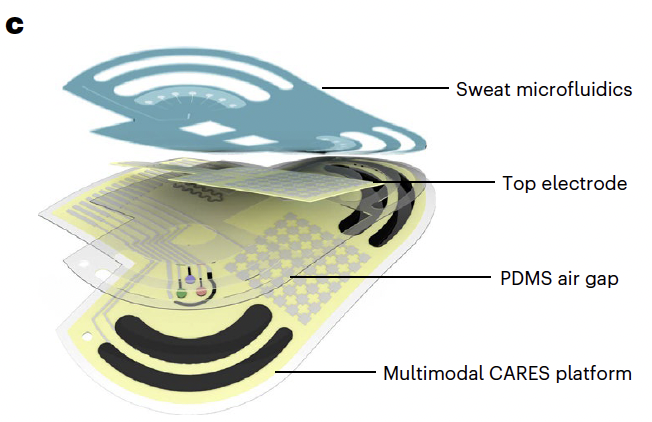 c
Sweat microfluidics
Top electrode
PDMS air gap
Multimodal CARES platform